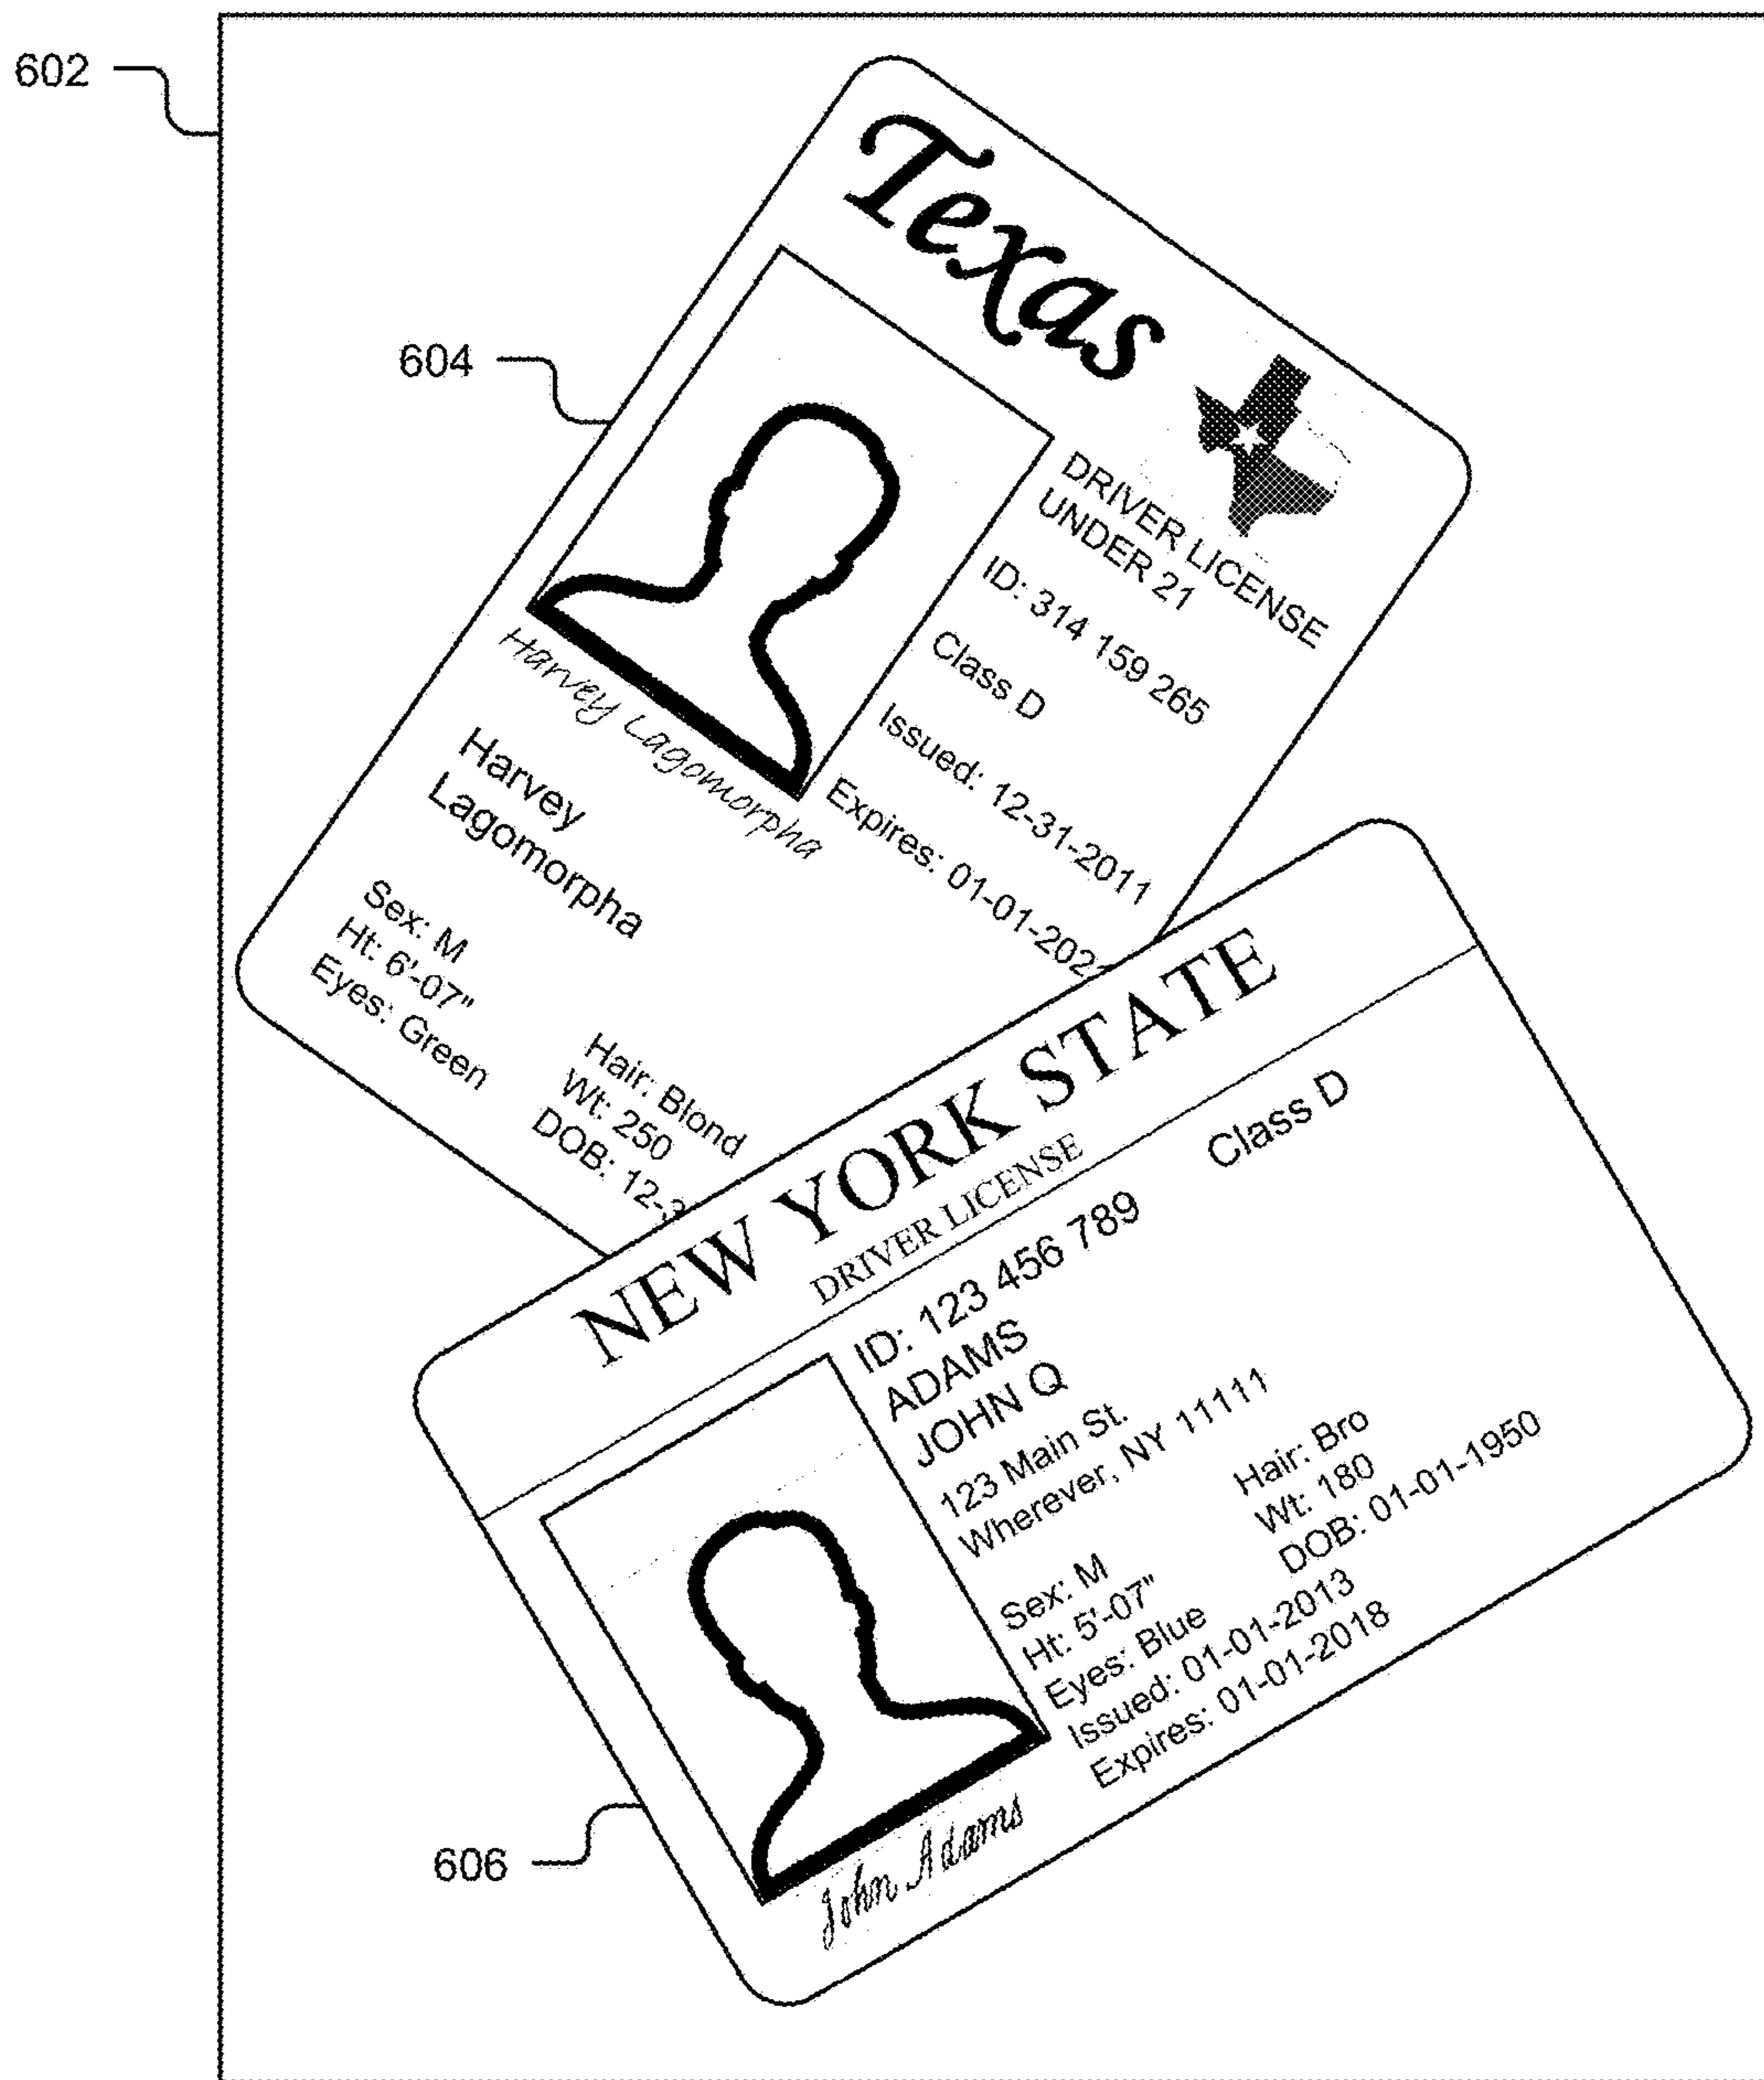 602
604
Texas
DRIVER LICENSE
UNDER 21
ID: 314 159 265
Class D
Issued: 12-31-2011
Expires: 01-01-202
Harvey Lagomorpha
Harvey
Lagomorpha
Sex: M
Ht: 6'-07"
Eyes: Green
Hair: Blond
Wt: 250
DOB: 12-3
606
NEW YORK STATE
DRIVER LICENSE
ID: 123 456 789
Class D
ADAMS
JOHN Q
123 Main St.
Wherever, NY 11111
Sex: M
Ht: 5'-07"
Eyes: Blue
Hair: Bro
Wt: 180
DOB: 01-01-1950
Issued: 01-01-2013
Expires: 01-01-2018
John Adams